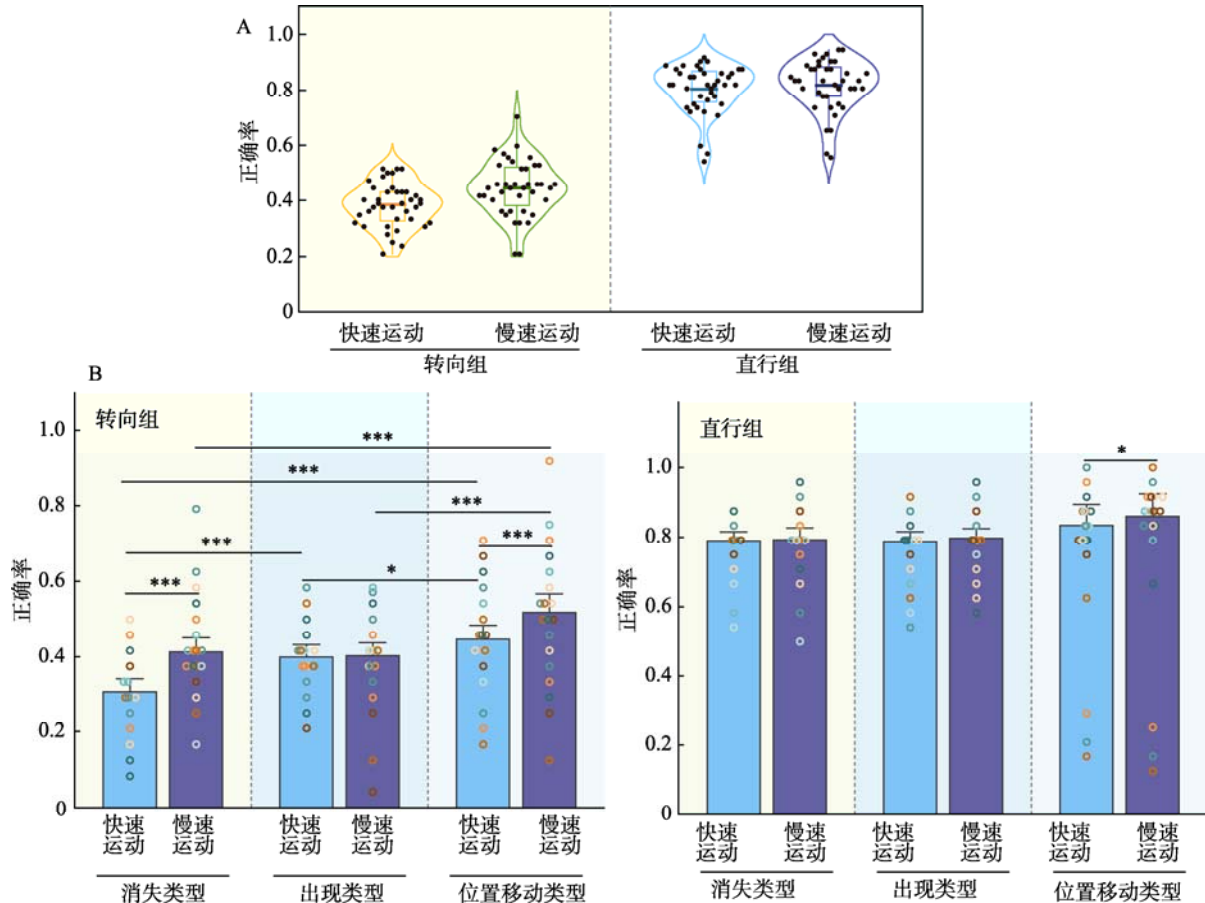 A
正确率
1.0
0.8
0.6
0.4
0.2
0
快速运动
慢速运动
快速运动
慢速运动
转向组
直行组
B
正确率
1.0
0.8
0.6
0.4
0.2
0
转向组
***
***
***
***
***
*
***
快速
运动
慢速
运动
快速
运动
慢速
运动
快速
运动
慢速
运动
消失类型
出现类型
位置移动类型
正确率
1.0
0.8
0.6
0.4
0.2
0
直行组
*
快速
运动
慢速
运动
快速
运动
慢速
运动
快速
运动
慢速
运动
消失类型
出现类型
位置移动类型